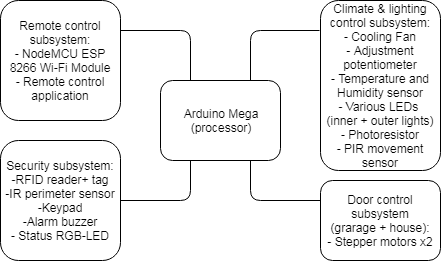 Remote control
subsystem:
- NodeMCU ESP
8266 Wi-Fi Module
- Remote control
application
Climate & lighting
control subsystem:
- Cooling Fan
- Adjustment
potentiometer
- Temperature and
Humidity sensor
- Various LEDs
(inner + outer lights)
- Photoresistor
- PIR movement
sensor
Arduino Mega
(processor)
Security subsystem:
-RFID reader+ tag
-IR perimeter sensor
-Keypad
-Alarm buzzer
- Status RGB-LED
Door control
subsystem
(grarage + house):
- Stepper motors x2